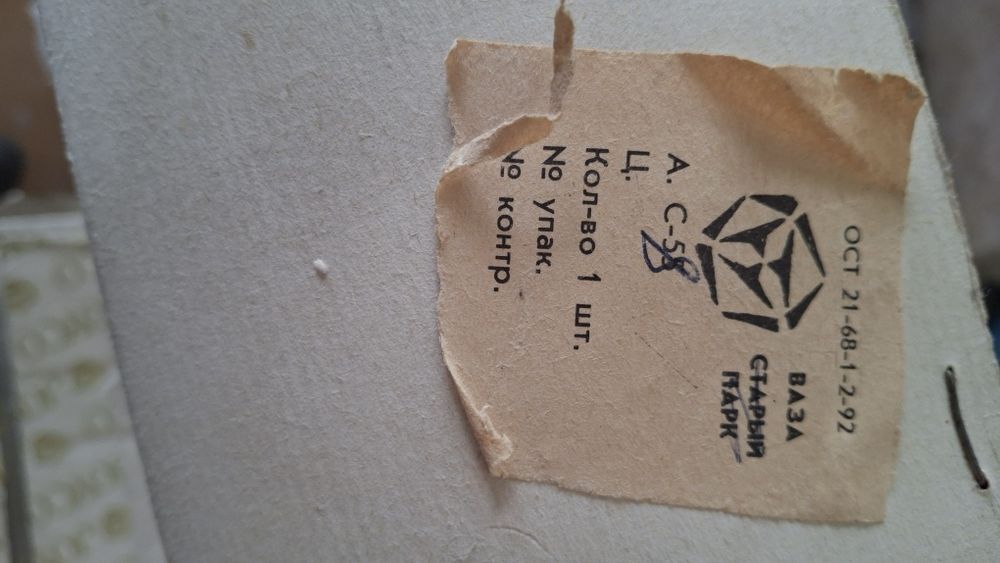 ОСТ 21-68-1-2-92
ВАЗА
СТАРЫЙ
ПАРК
А. С-58
Ц.
Кол-во 1 шт.
№ упак.
№ контр.